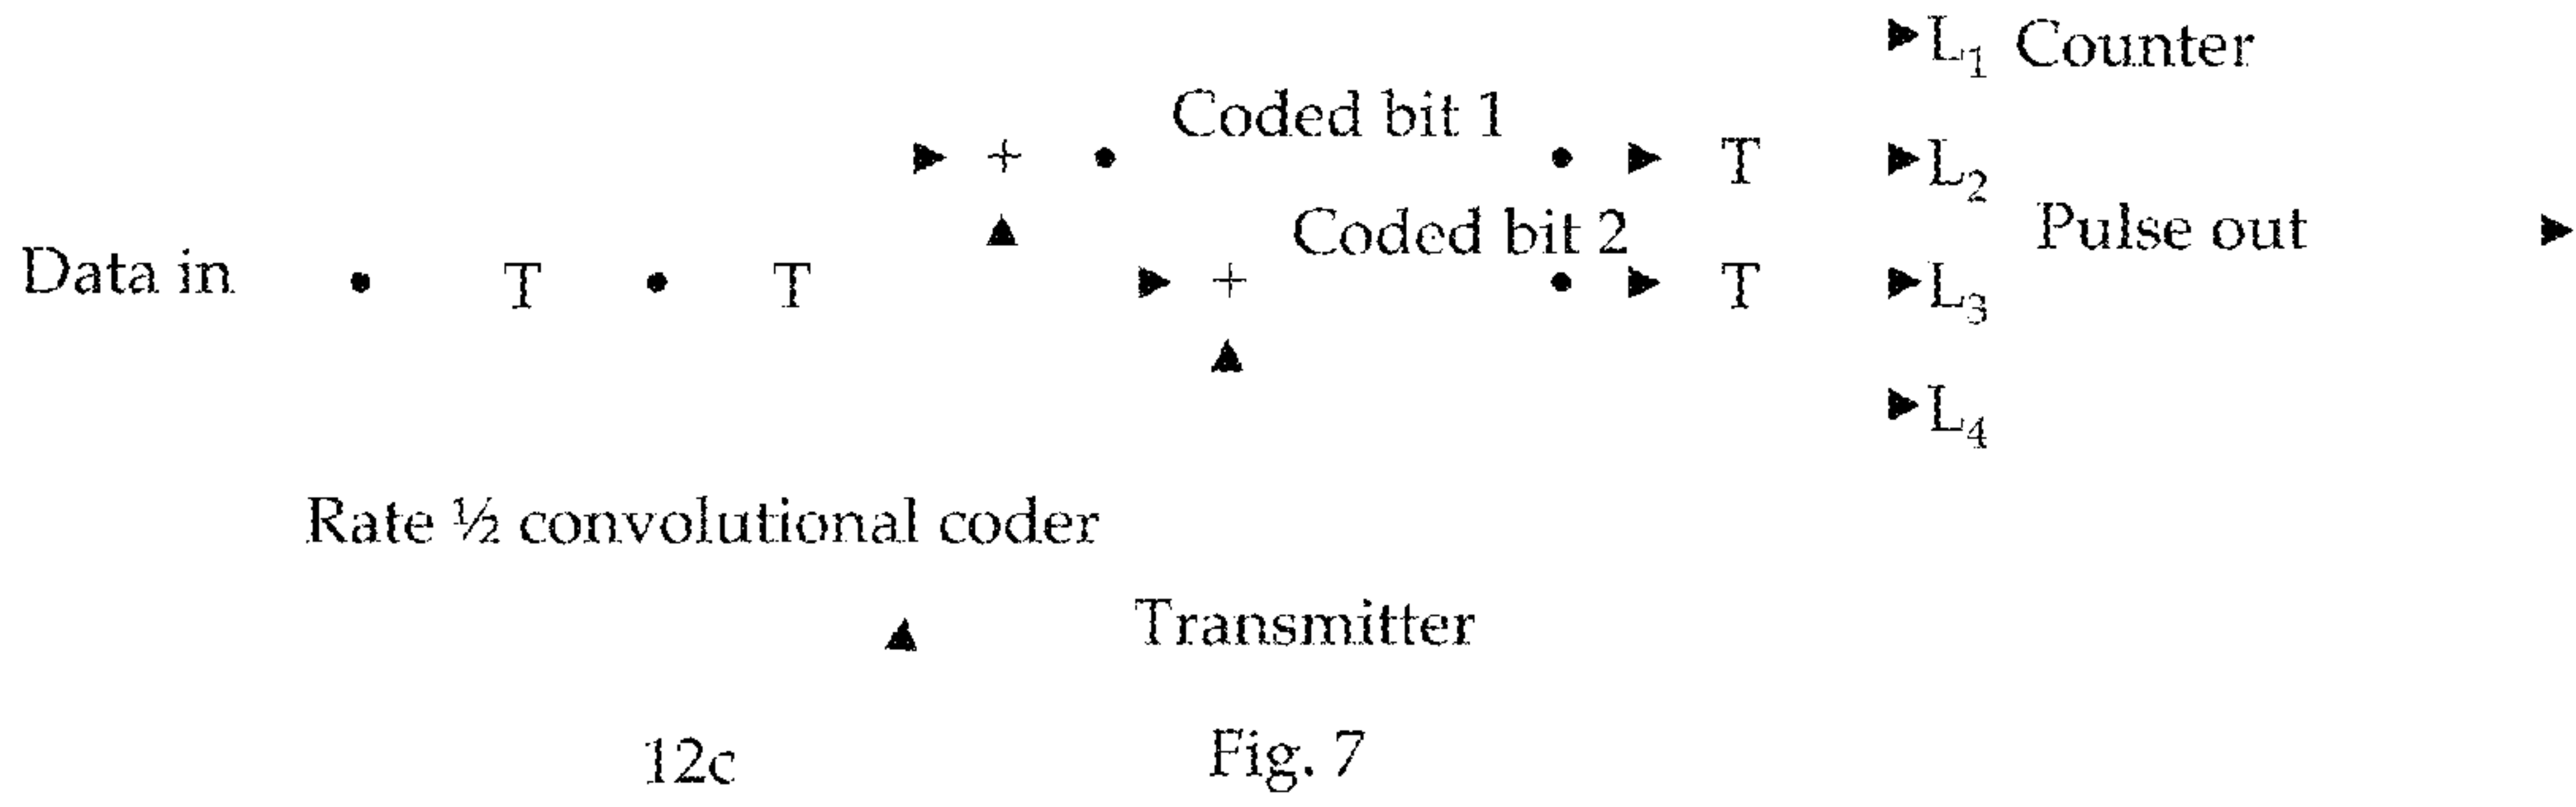 L₁ Counter
Coded bit 1
+ T L₂
Coded bit 2 Pulse out
Data in T T + T L₃
L₄
Rate ½ convolutional coder
Transmitter
12c Fig. 7